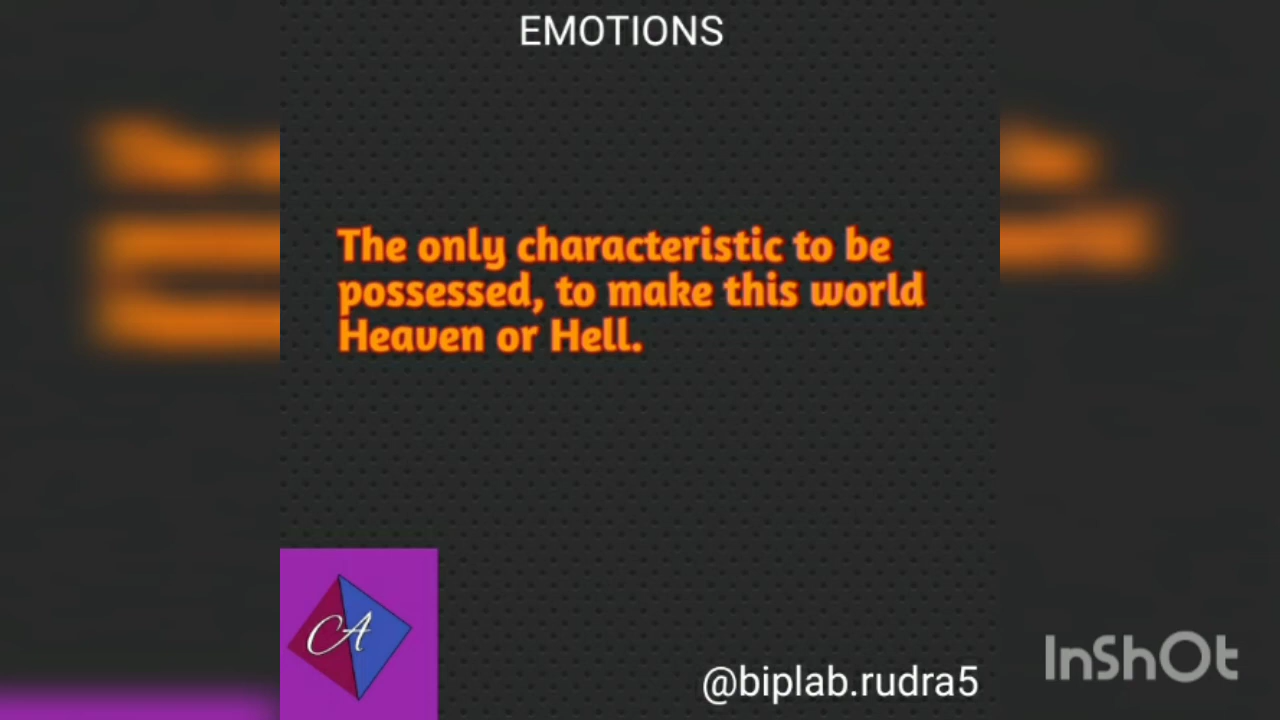 EMOTIONS
The only characteristic to be
possessed, to make this world
Heaven or Hell.
A
@biplab.rudra5
InShOt